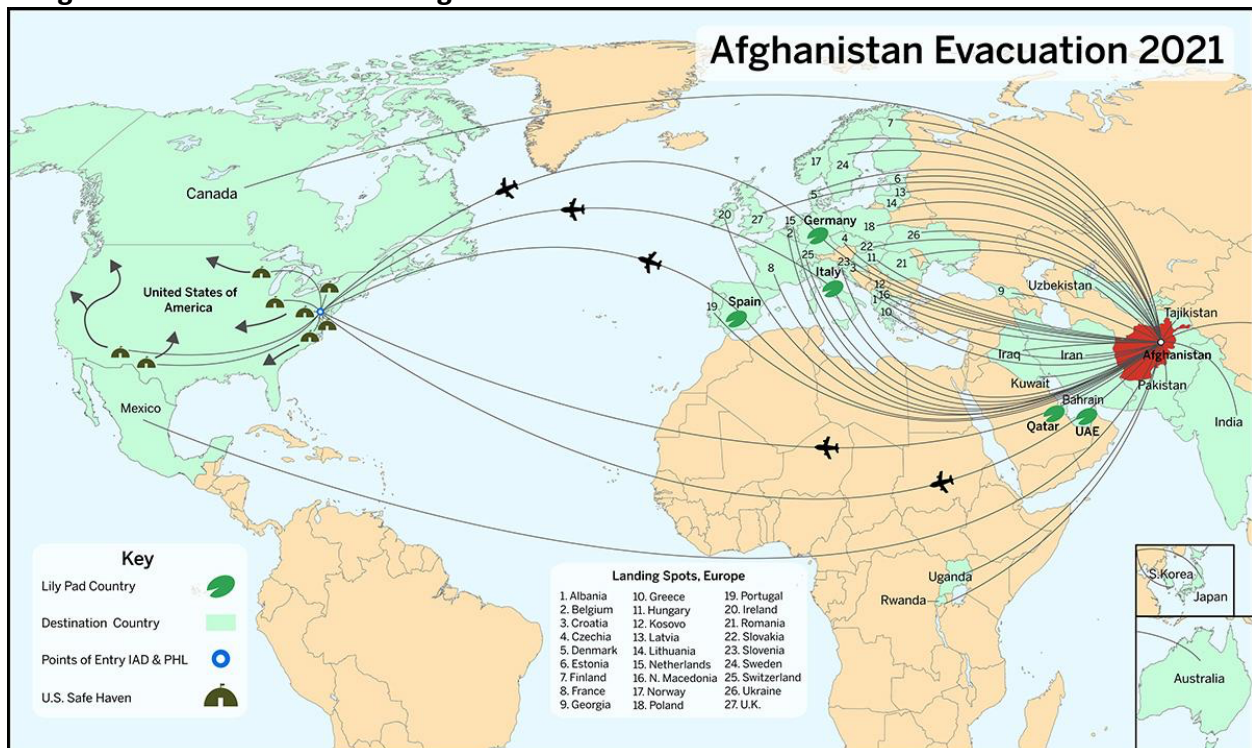 Afghanistan Evacuation 2021
7
17
24
Canada
6
13
5
14
20
27
15
Germany
18
26
2
4
22
25
11
23
21
3
8
Italy
12
Uzbekistan
9
1
16
United States of
America
19
Spain
10
Tajikistan
Iraq
Iran
Afghanistan
Kuwait
Pakistan
Mexico
Bahrain
Qatar
UAE
India
Key
Lily Pad Country
Destination Country
Points of Entry IAD & PHL
U.S. Safe Haven
Landing Spots, Europe
1. Albania
2. Belgium
3. Croatia
4. Czechia
5. Denmark
6. Estonia
7. Finland
8. France
9. Georgia
10. Greece
11. Hungary
12. Kosovo
13. Latvia
14. Lithuania
15. Netherlands
16. N. Macedonia
17. Norway
18. Poland
19. Portugal
20. Ireland
21. Romania
22. Slovakia
23. Slovenia
24. Sweden
25. Switzerland
26. Ukraine
27. U.K.
Uganda
Rwanda
S.Korea
Japan
Australia